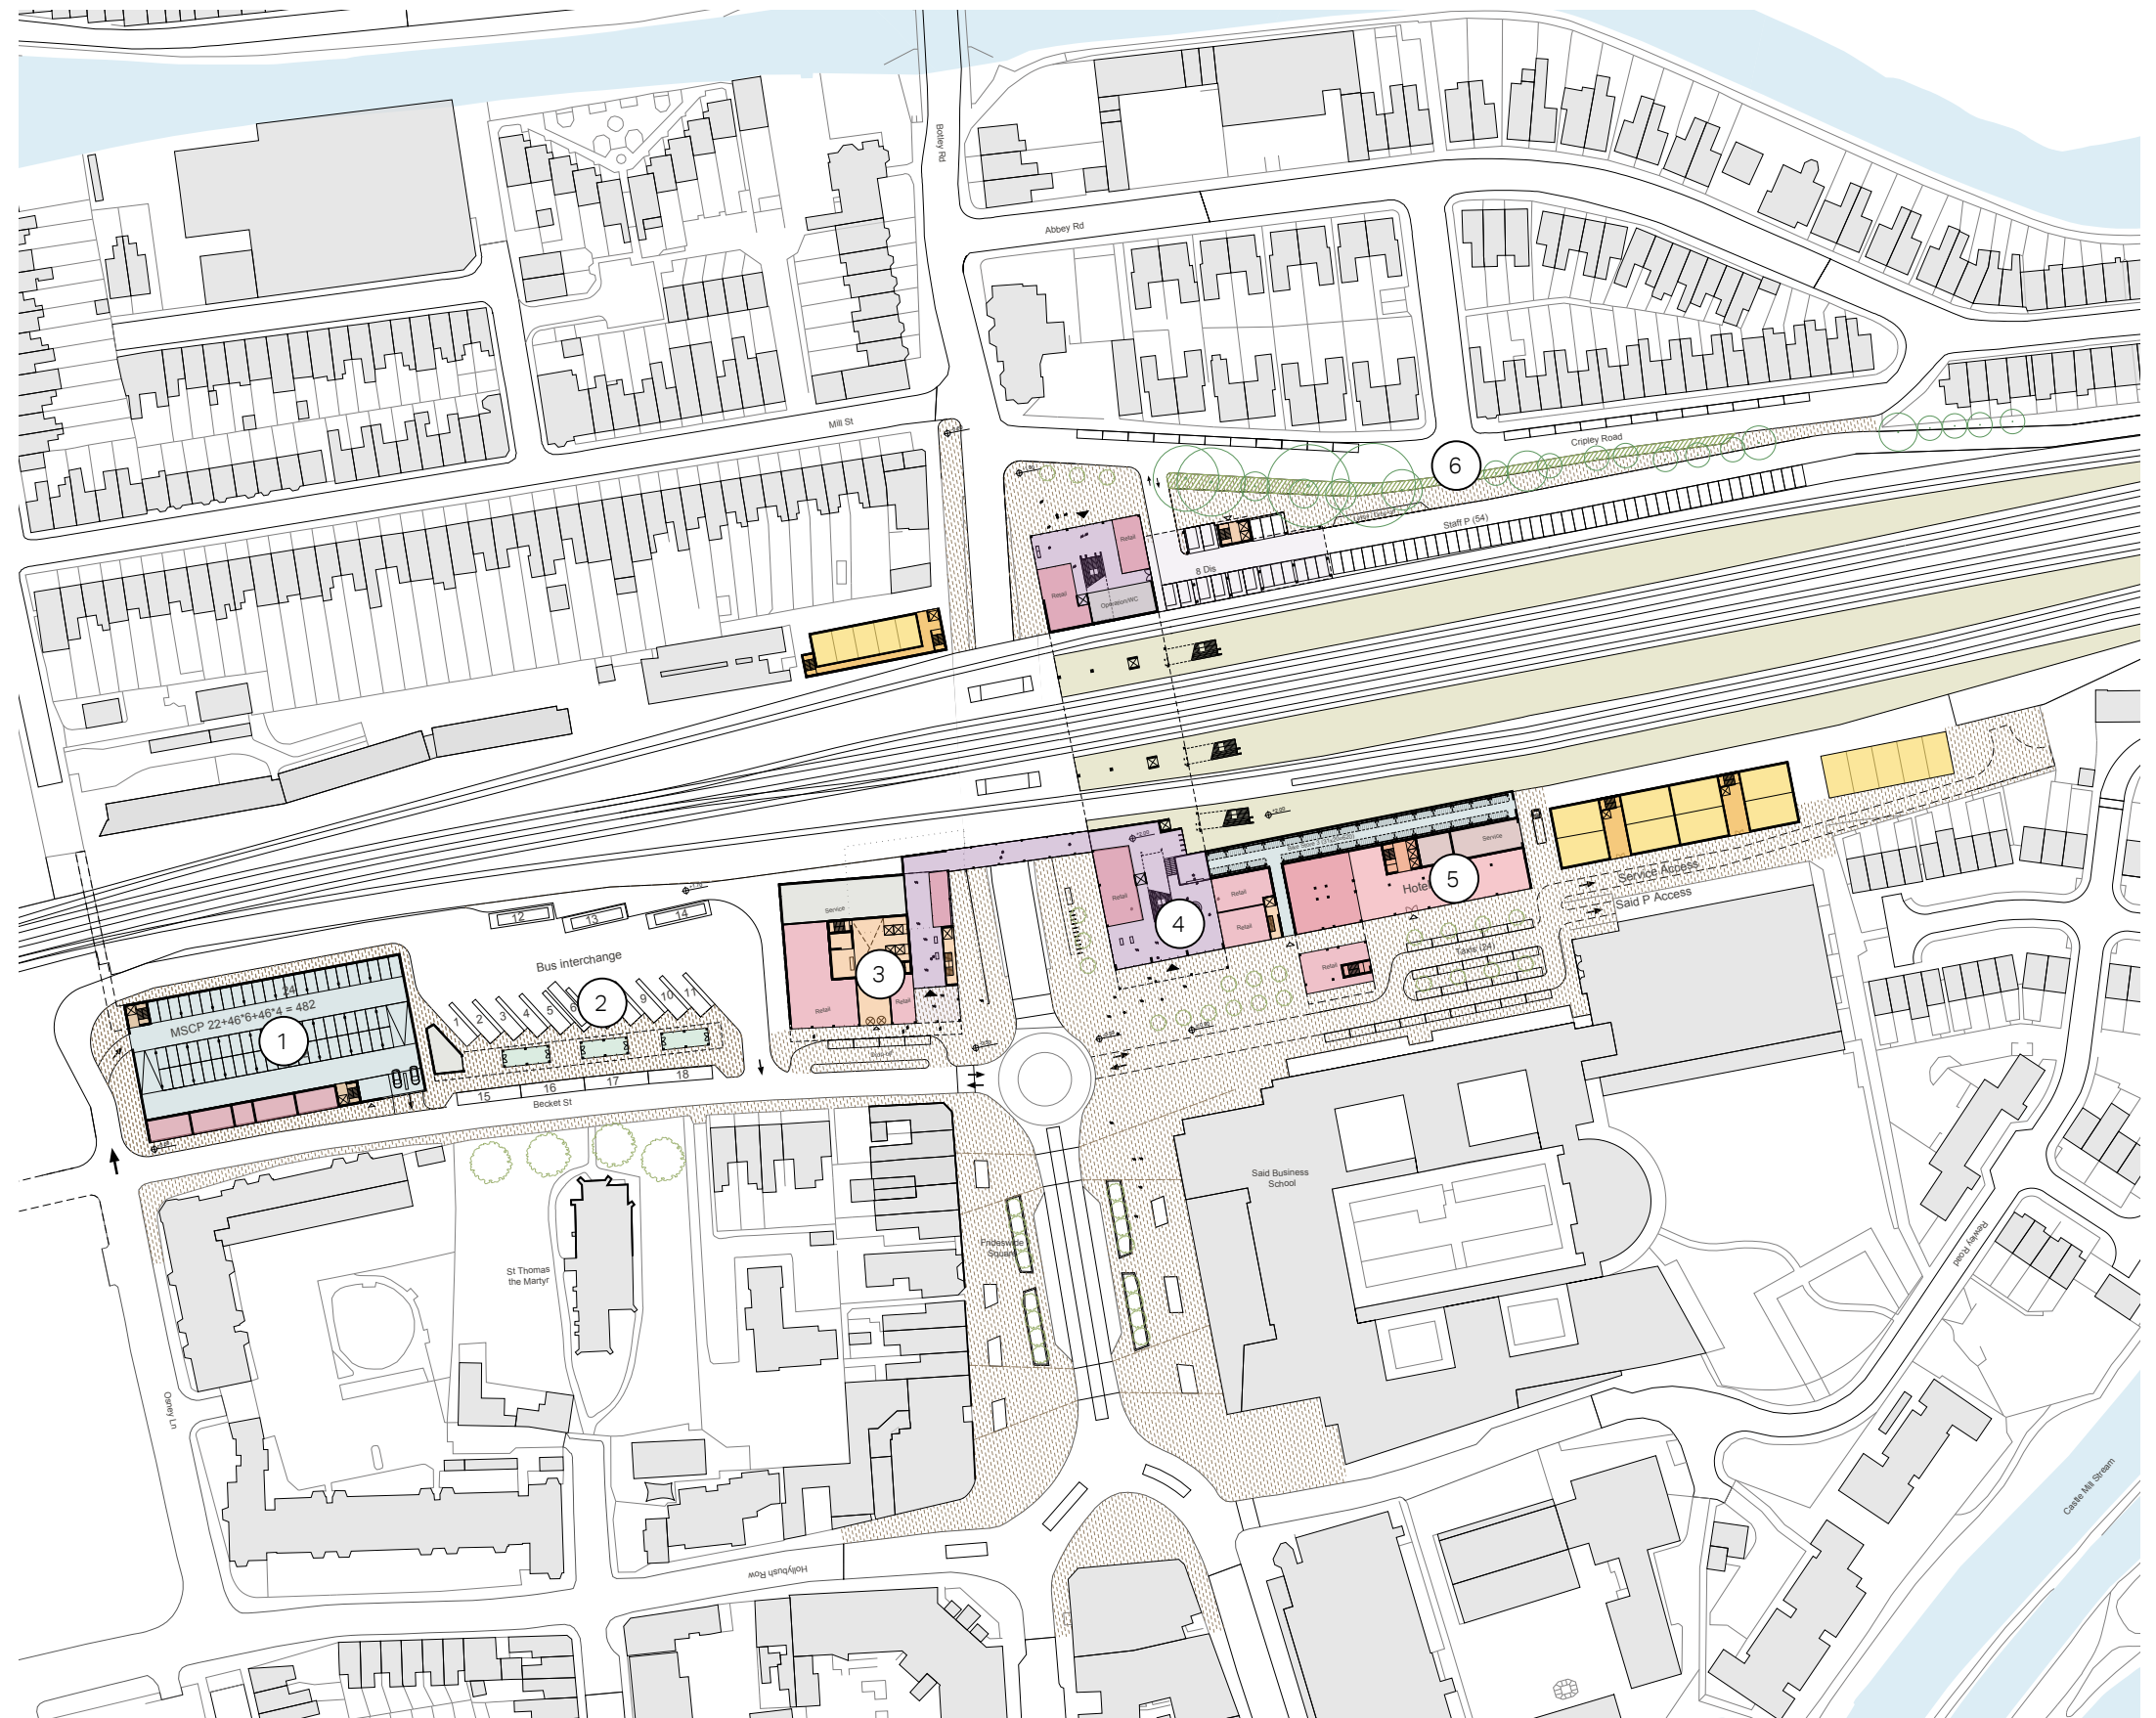 Botley Rd
Abbey Rd
Mill St
Cripley Road
6
Staff P (54)
8 Dis
Retail
Retail
Operation/WC
Service Access
Said P Access
Service
Hotel
5
Retail
Retail
Retail
Retail
4
Taxis (24)
Service
3
Retail
Retail
Drop-off
12
13
14
Bus interchange
1
2
3
4
5
6
9
10
11
2
24
MSCP 22+46*6+46*4 = 482
1
15
16
17
18
Becket St
Said Business
School
St Thomas
the Martyr
Frideswide
Square
Rewley Road
Osney Ln
Castle Mill Stream
Hollybush Row